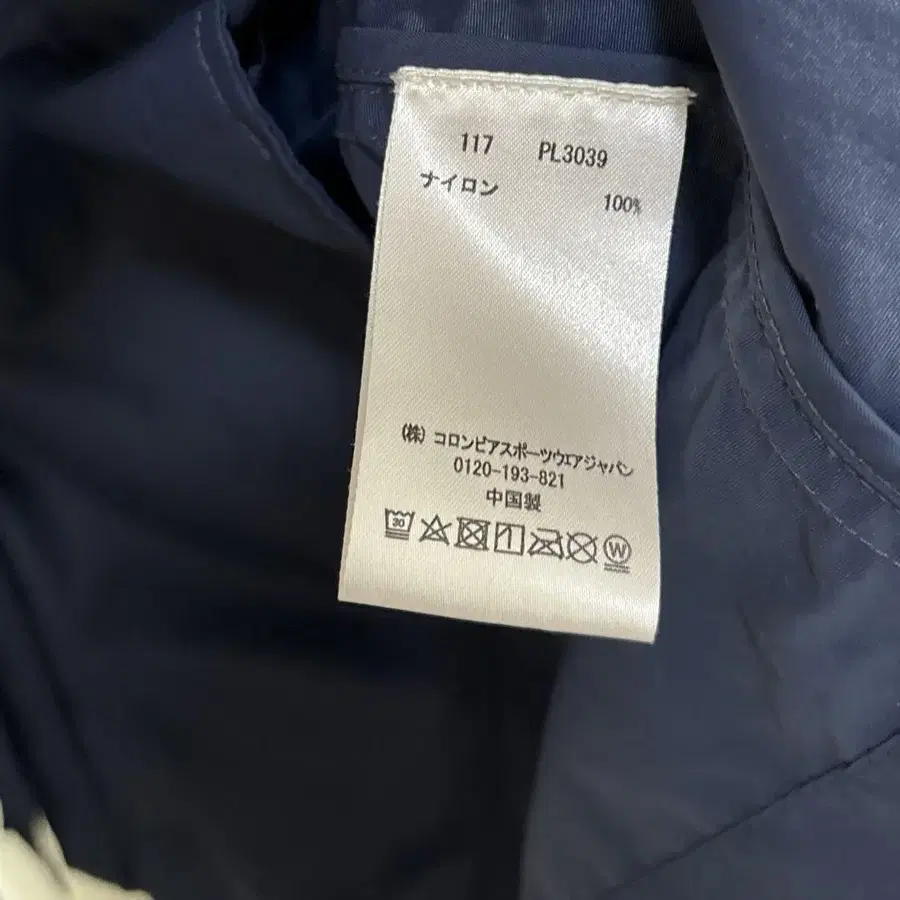 117 PL3039
ナイロン 100%
(株) コロンビアスポーツウエアジャパン
0120-193-821
中国製
30 W